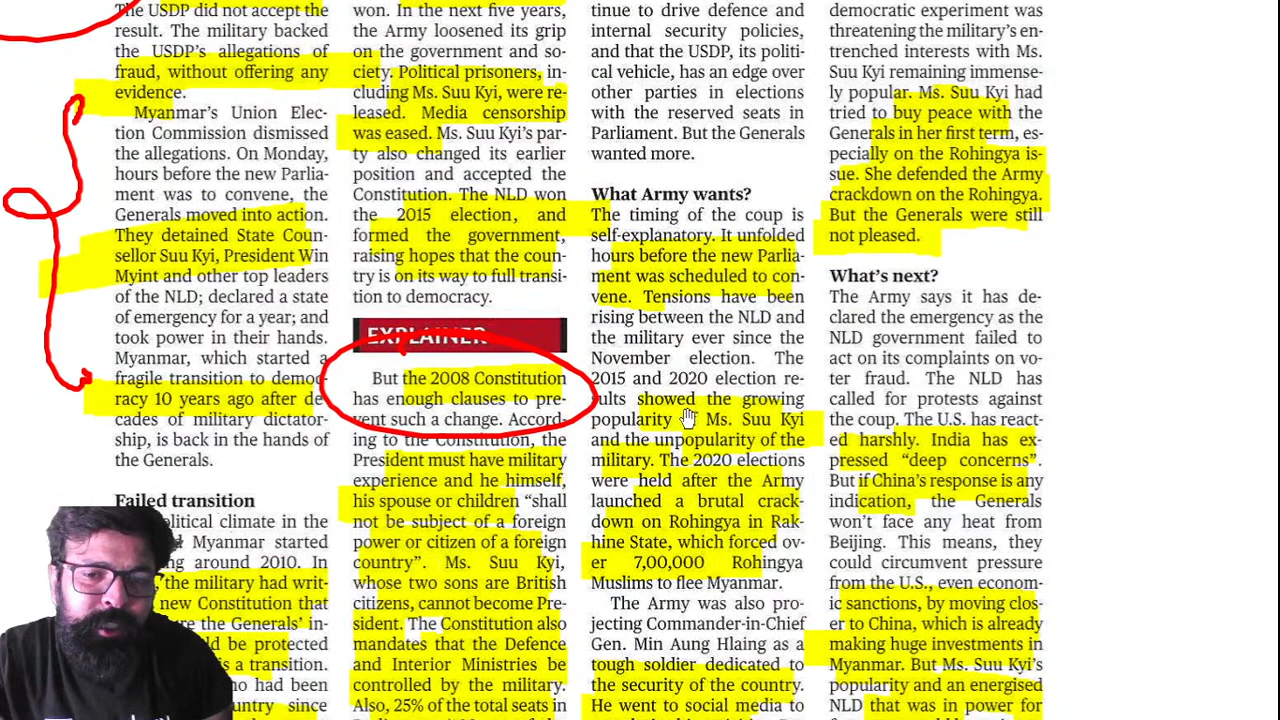 The USDP did not accept the
result. The military backed
the USDP's allegations of
fraud, without offering any
evidence.
Myanmar's Union Elec-
tion Commission dismissed
the allegations. On Monday,
hours before the new Parlia-
ment was to convene, the
Generals moved into action.
They detained State Coun-
sellor Suu Kyi, President Win
Myint and other top leaders
of the NLD; declared a state
of emergency for a year; and
took power in their hands.
Myanmar, which started a
fragile transition to democ-
racy 10 years ago after de-
cades of military dictator-
ship, is back in the hands of
the Generals.
Failed transition
political climate in the
Myanmar started
around 2010. In
the military had writ-
new Constitution that
the Generals' in-
be protected
a transition.
who had been
country since
won. In the next five years,
the Army loosened its grip
on the government and so-
ciety. Political prisoners, in-
cluding Ms. Suu Kyi, were re-
leased. Media censorship
was eased. Ms. Suu Kyi's par-
ty also changed its earlier
position and accepted the
Constitution. The NLD won
the 2015 election, and
formed the government,
raising hopes that the coun-
try is on its way to full transi-
tion to democracy.
EXPLAINER
But the 2008 Constitution
has enough clauses to pre-
vent such a change. Accord-
ing to the Constitution, the
President must have military
experience and he himself,
his spouse or children "shall
not be subject of a foreign
power or citizen of a foreign
country". Ms. Suu Kyi,
whose two sons are British
citizens, cannot become Pre-
sident. The Constitution also
mandates that the Defence
and Interior Ministries be
controlled by the military.
Also, 25% of the total seats in
tinue to drive defence and
internal security policies,
and that the USDP, its politi-
cal vehicle, has an edge over
other parties in elections
with the reserved seats in
Parliament. But the Generals
wanted more.
What Army wants?
The timing of the coup is
self-explanatory. It unfolded
hours before the new Parlia-
ment was scheduled to con-
vene. Tensions have been
rising between the NLD and
the military ever since the
November election. The
2015 and 2020 election re-
sults showed the growing
popularity of Ms. Suu Kyi
and the unpopularity of the
military. The 2020 elections
were held after the Army
launched a brutal crack-
down on Rohingya in Rak-
hine State, which forced ov-
er 7,00,000 Rohingya
Muslims to flee Myanmar.
The Army was also pro-
jecting Commander-in-Chief
Gen. Min Aung Hlaing as a
tough soldier dedicated to
the security of the country.
He went to social media to
democratic experiment was
threatening the military's en-
trenched interests with Ms.
Suu Kyi remaining immense-
ly popular. Ms. Suu Kyi had
tried to buy peace with the
Generals in her first term, es-
pecially on the Rohingya is-
sue. She defended the Army
crackdown on the Rohingya.
But the Generals were still
not pleased.
What's next?
The Army says it has de-
clared the emergency as the
NLD government failed to
act on its complaints on vo-
ter fraud. The NLD has
called for protests against
the coup. The U.S. has react-
ed harshly. India has ex-
pressed "deep concerns".
But if China's response is any
indication, the Generals
won't face any heat from
Beijing. This means, they
could circumvent pressure
from the U.S., even econom-
ic sanctions, by moving clos-
er to China, which is already
making huge investments in
Myanmar. But Ms. Suu Kyi's
popularity and an energised
NLD that was in power for